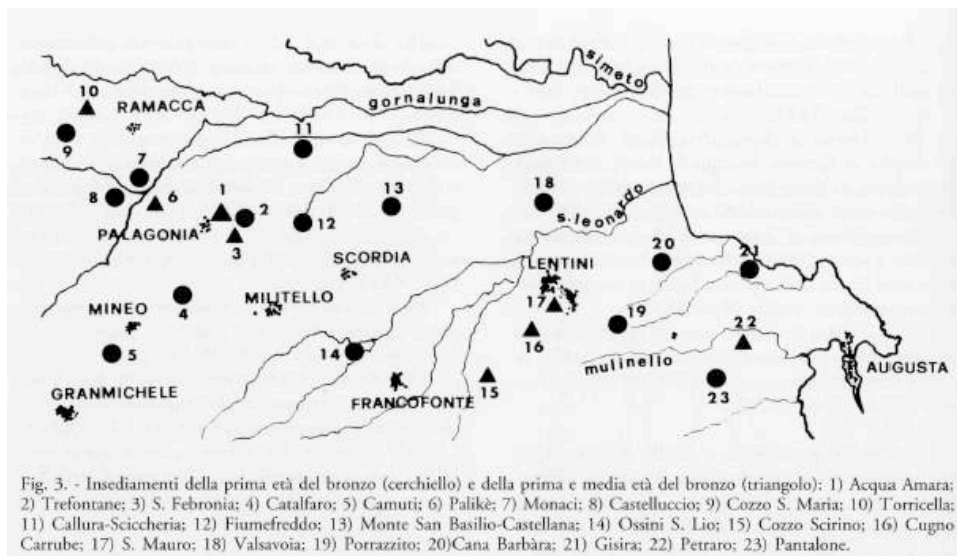 simeto
10
RAMACCA
gornalunga
9
11
7
8
6
1
2
13
18
s.leonardo
12
PALAGONIA
3
20
SCORDIA
LENTINI
21
4
MINEO
MILITELLO
17
19
22
16
5
14
mulinello
AUGUSTA
GRANMICHELE
FRANCOFONTE
15
23
Fig. 3. - Insediamenti della prima età del bronzo (cerchiello) e della prima e media età del bronzo (triangolo): 1) Acqua Amara;
2) Trefontane; 3) S. Febronia; 4) Catalfaro; 5) Camuti; 6) Palikè; 7) Monaci; 8) Castelluccio; 9) Cozzo S. Maria; 10) Torricella;
11) Callura-Sciccheria; 12) Fiumefreddo; 13) Monte San Basilio-Castellana; 14) Ossini S. Lio; 15) Cozzo Scirino; 16) Cugno
Carrube; 17) S. Mauro; 18) Valsavoia; 19) Porrazzito; 20)Cana Barbàra; 21) Gisira; 22) Petraro; 23) Pantalone.